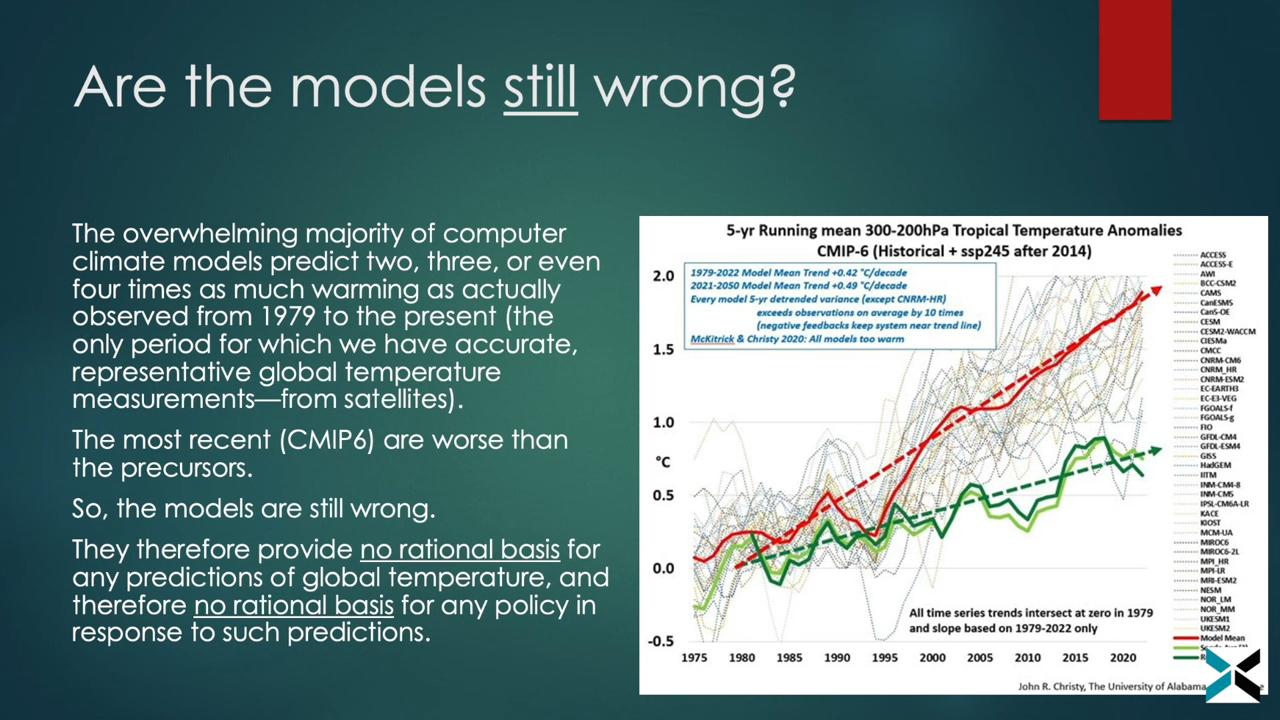 Are the models still wrong?
The overwhelming majority of computer
climate models predict two, three, or even
four times as much warming as actually
observed from 1979 to the present (the
only period for which we have accurate,
representative global temperature
measurements—from satellites).
The most recent (CMIP6) are worse than
the precursors.
So, the models are still wrong.
They therefore provide no rational basis for
any predictions of global temperature, and
therefore no rational basis for any policy in
response to such predictions.
5-yr Running mean 300-200hPa Tropical Temperature Anomalies
CMIP-6 (Historical + ssp245 after 2014)
1979-2022 Model Mean Trend +0.42 °C/decade
2021-2050 Model Mean Trend +0.49 °C/decade
Every model 5-yr detrended variance (except CNRM-HR)
exceeds observations on average by 10 times
(negative feedbacks keep system near trend line)
McKitrick & Christy 2020: All models too warm
2.0
1.5
1.0
°C
0.5
0.0
-0.5
1975 1980 1985 1990 1995 2000 2005 2010 2015 2020
All time series trends intersect at zero in 1979
and slope based on 1979-2022 only
ACCESS
ACCESS-E
AWI
BCC-CSM2
CAMS
CanESM5
CanS-OE
CESM
CESM2-WACCM
CIESMa
CMCC
CNRM-CM6
CNRM_HR
CNRM-ESM2
EC-EARTH3
EC-E3-VEG
FGOALS-f
FGOALS-g
FIO
GFDL-CM4
GFDL-ESM4
GISS
HadGEM
IITM
INM-CM4-8
INM-CM5
IPSL-CM6A-LR
KACE
KIOST
MCM-UA
MIROC6
MIROC6-2L
MPI_HR
MPI-LR
MRI-ESM2
NESM
NOR_LM
NOR_MM
UKESM1
UKESM2
Model Mean
John R. Christy, The University of Alabama